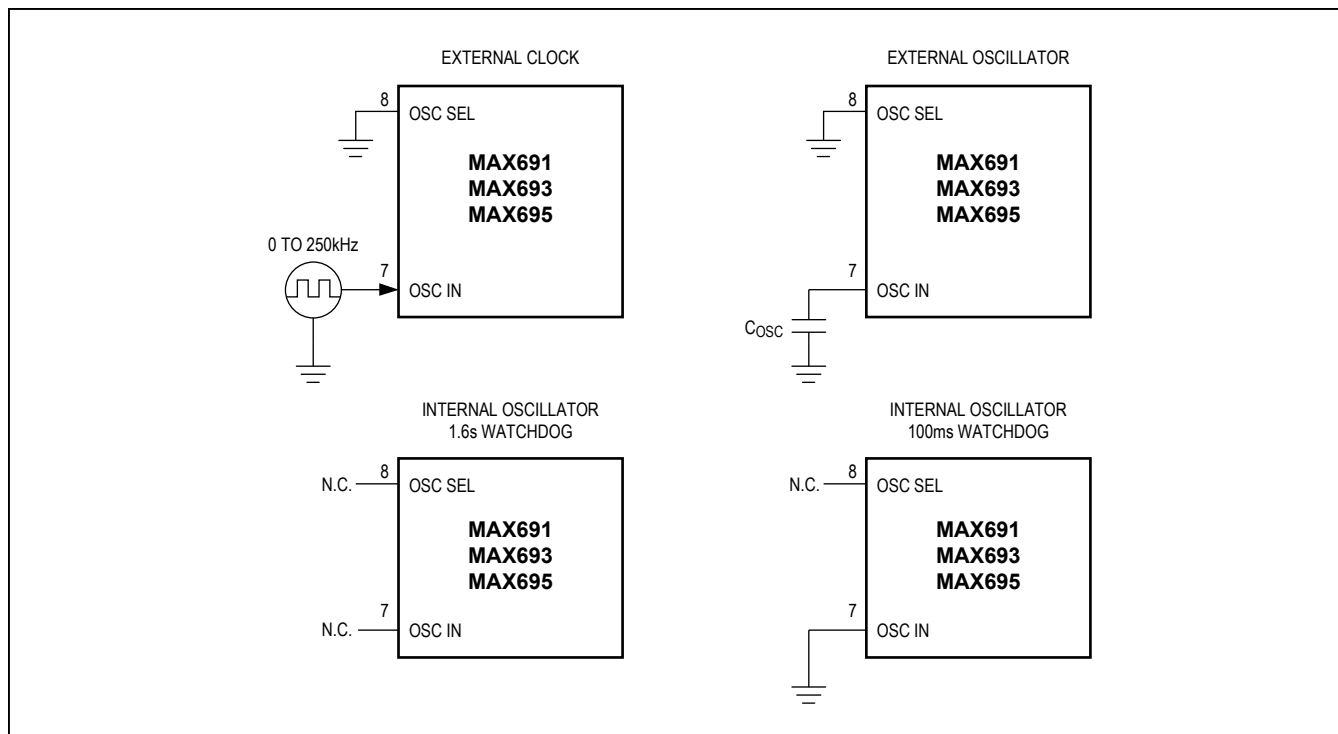 EXTERNAL CLOCK
8
OSC SEL
MAX691
MAX693
MAX695
0 TO 250kHz
7
OSC IN
EXTERNAL OSCILLATOR
8
OSC SEL
MAX691
MAX693
MAX695
7
OSC IN
COSC
INTERNAL OSCILLATOR
1.6s WATCHDOG
N.C.
8
OSC SEL
MAX691
MAX693
MAX695
N.C.
7
OSC IN
INTERNAL OSCILLATOR
100ms WATCHDOG
N.C.
8
OSC SEL
MAX691
MAX693
MAX695
7
OSC IN